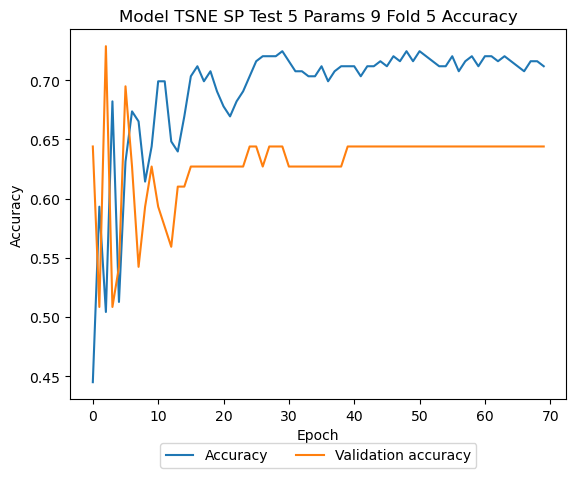 Model TSNE SP Test 5 Params 9 Fold 5 Accuracy
Accuracy
0.70
0.65
0.60
0.55
0.50
0.45
0 10 20 30 40 50 60 70
Epoch
Accuracy Validation accuracy